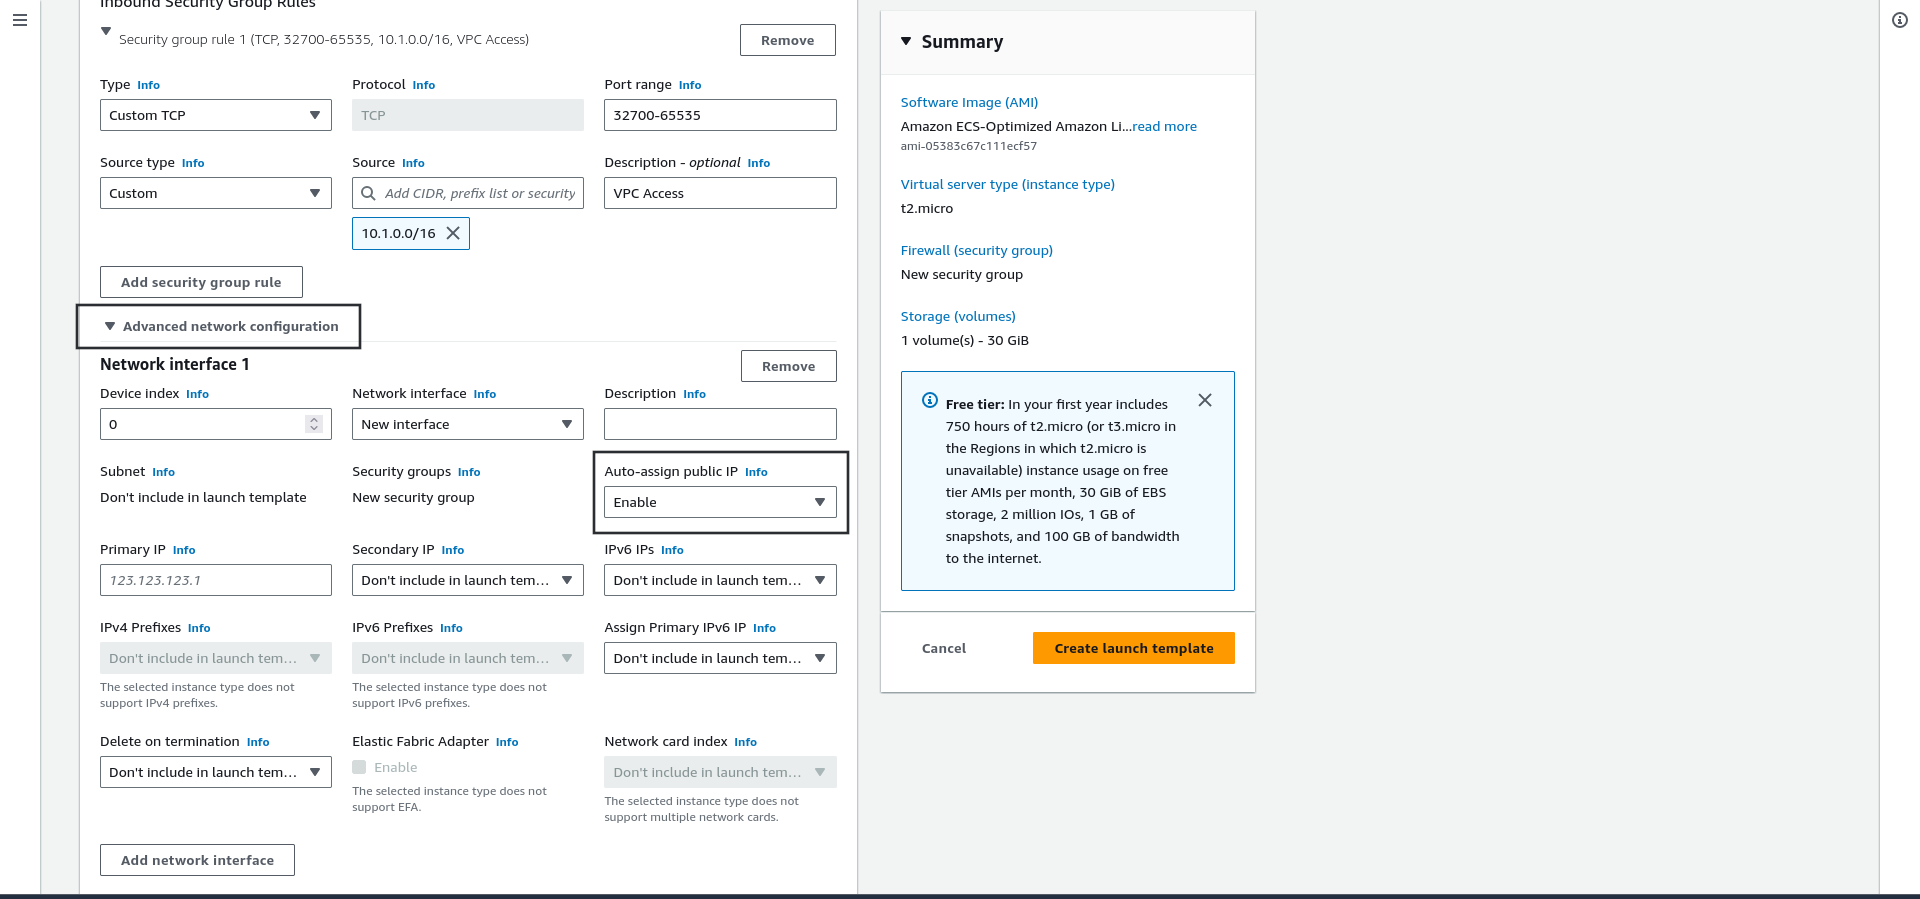 Inbound Security Group Rules
Security group rule 1 (TCP, 32700-65535, 10.1.0.0/16, VPC Access)
Remove
Type Info
Protocol Info
Port range Info
Custom TCP
TCP
32700-65535
Source type Info
Source Info
Description - optional Info
Custom
Add CIDR, prefix list or security
VPC Access
10.1.0.0/16
Add security group rule
Advanced network configuration
Network interface 1
Remove
Device index Info
Network interface Info
Description Info
0
New interface
Subnet Info
Security groups Info
Auto-assign public IP Info
Don't include in launch template
New security group
Enable
Primary IP Info
Secondary IP Info
IPv6 IPs Info
123.123.123.1
Don't include in launch tem...
Don't include in launch tem...
IPv4 Prefixes Info
IPv6 Prefixes Info
Assign Primary IPv6 IP Info
Don't include in launch tem...
Don't include in launch tem...
Don't include in launch tem...
The selected instance type does not
support IPv4 prefixes.
The selected instance type does not
support IPv6 prefixes.
Delete on termination Info
Elastic Fabric Adapter Info
Network card index Info
Don't include in launch tem...
Enable
Don't include in launch tem...
The selected instance type does not
support EFA.
The selected instance type does not
support multiple network cards.
Add network interface
Summary
Software Image (AMI)
Amazon ECS-Optimized Amazon Li...read more
ami-05383c67c111ecf57
Virtual server type (instance type)
t2.micro
Firewall (security group)
New security group
Storage (volumes)
1 volume(s) - 30 GiB
Free tier: In your first year includes
750 hours of t2.micro (or t3.micro in
the Regions in which t2.micro is
unavailable) instance usage on free
tier AMIs per month, 30 GiB of EBS
storage, 2 million IOs, 1 GB of
snapshots, and 100 GB of bandwidth
to the internet.
Cancel
Create launch template